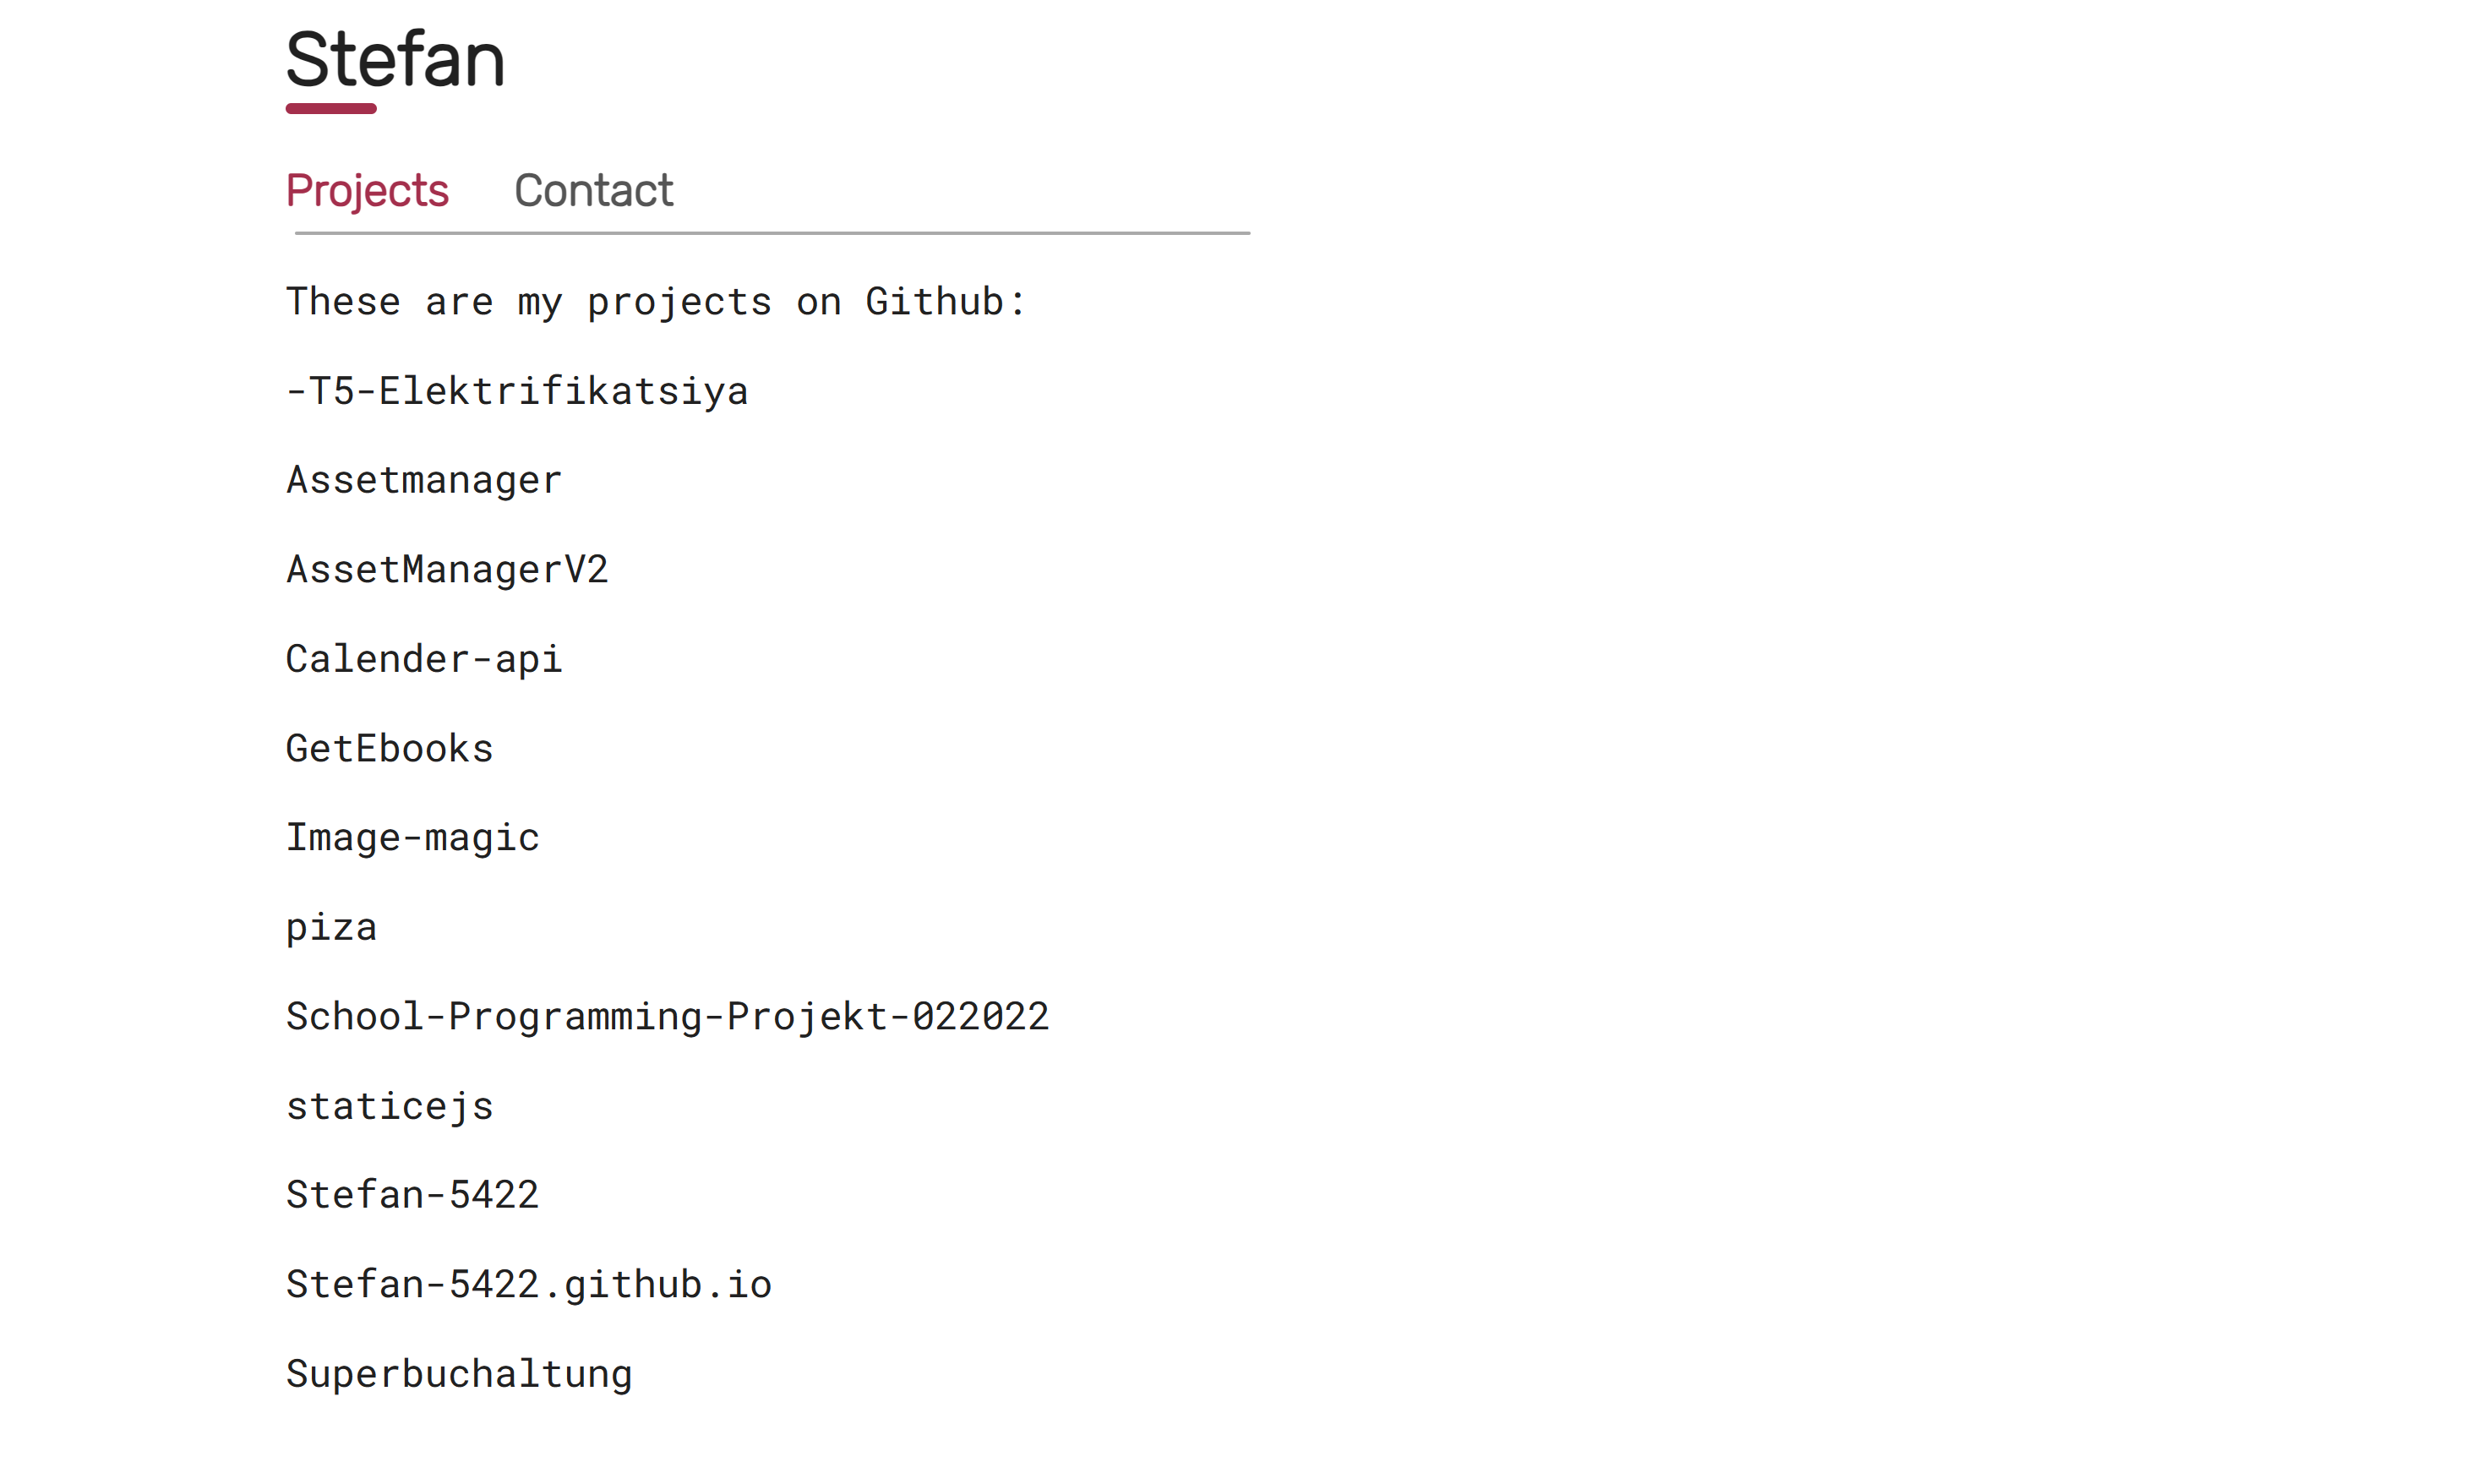 Stefan
Projects Contact
These are my projects on Github:
-T5-Elektrifikatsiya
Assetmanager
AssetManagerV2
Calender-api
GetEbooks
Image-magic
piza
School-Programming-Projekt-022022
staticejs
Stefan-5422
Stefan-5422.github.io
Superbuchaltung